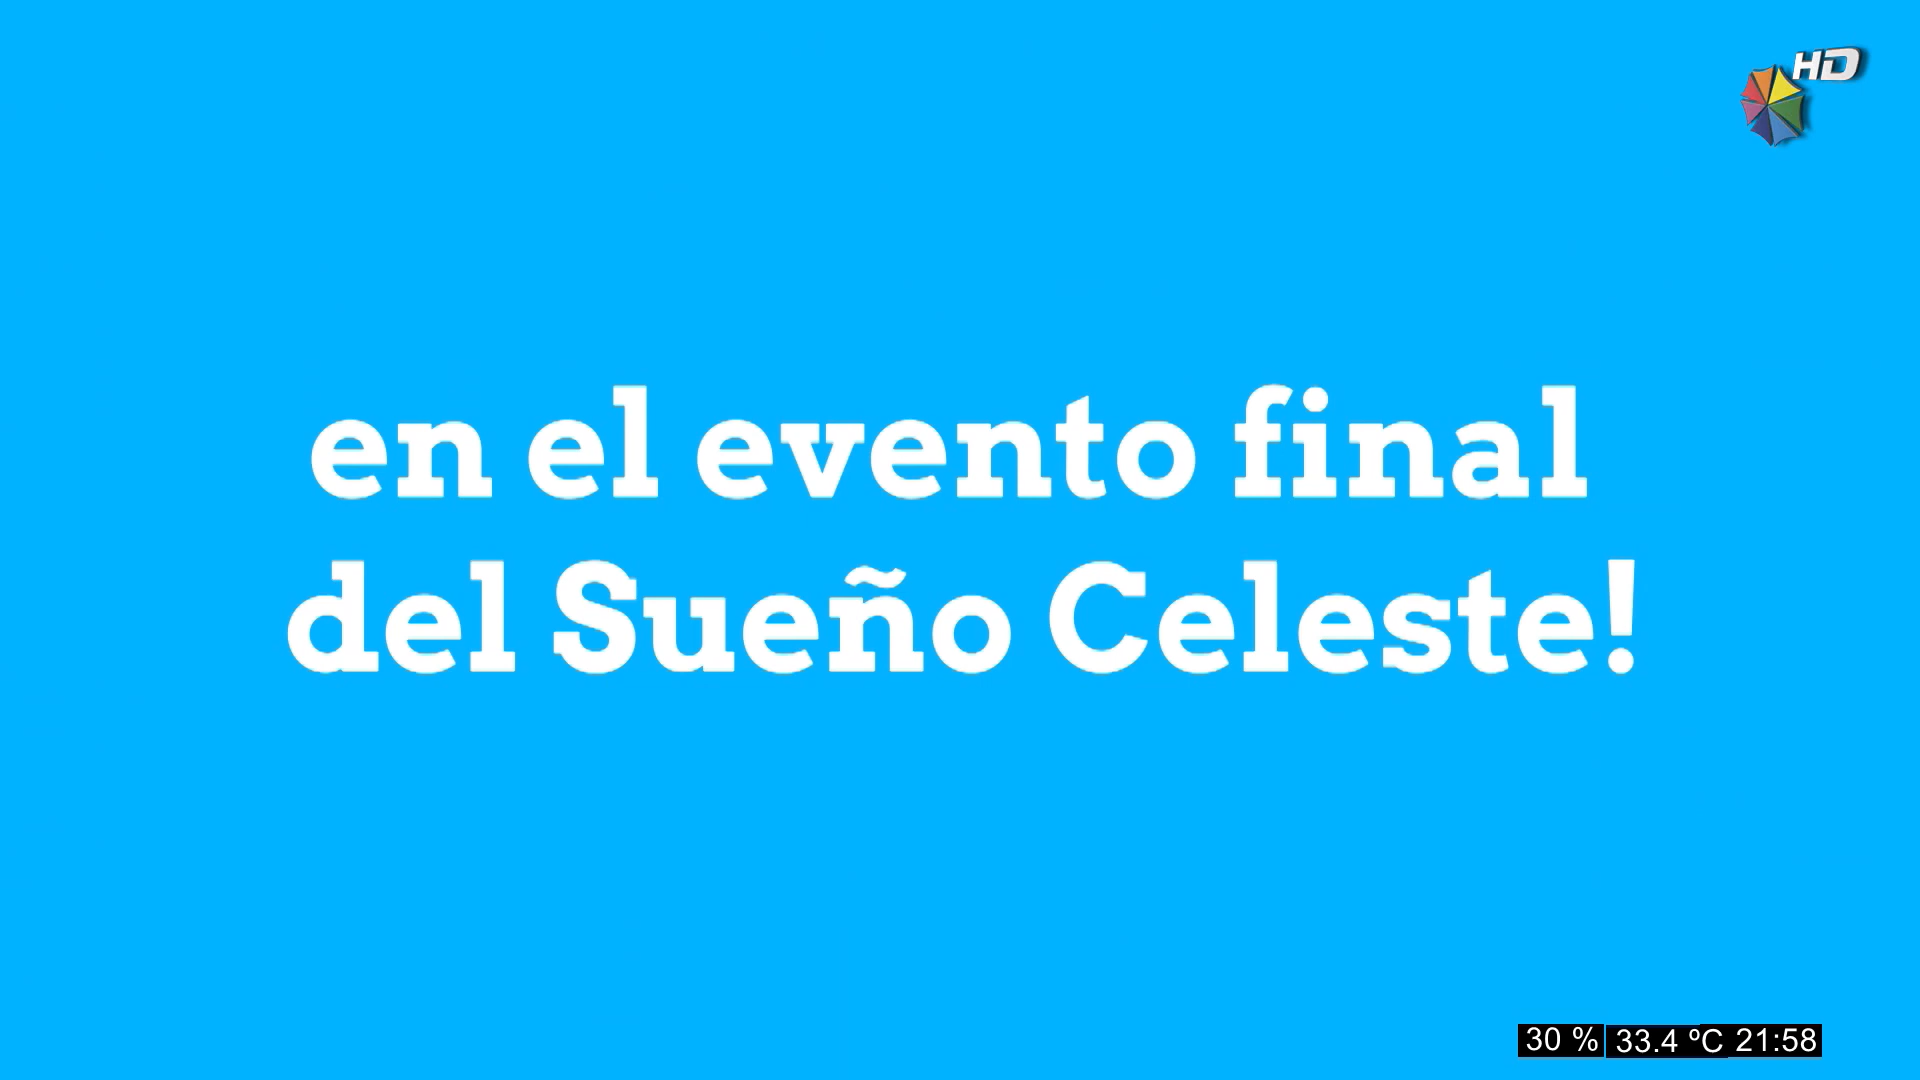 HD
en el evento final
del Sueño Celeste!
30 % 33.4 ºC 21:58